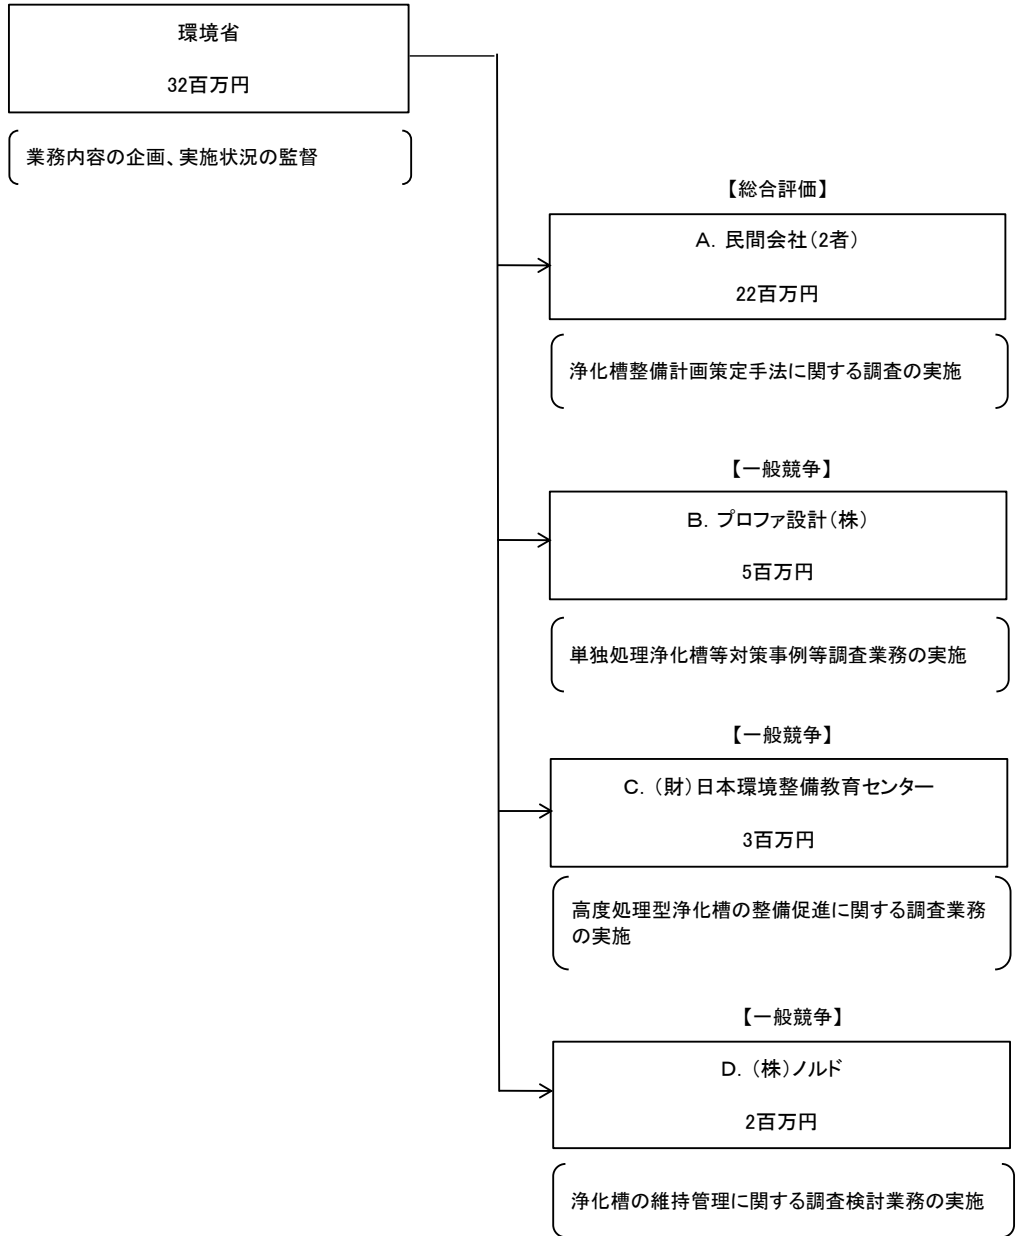 環境省
32百万円
業務内容の企画、実施状況の監督
【総合評価】
A. 民間会社(2者)
22百万円
浄化槽整備計画策定手法に関する調査の実施
【一般競争】
B. プロファ設計(株)
5百万円
単独処理浄化槽等対策事例等調査業務の実施
【一般競争】
C. (財)日本環境整備教育センター
3百万円
高度処理型浄化槽の整備促進に関する調査業務
の実施
【一般競争】
D. (株)ノルド
2百万円
浄化槽の維持管理に関する調査検討業務の実施